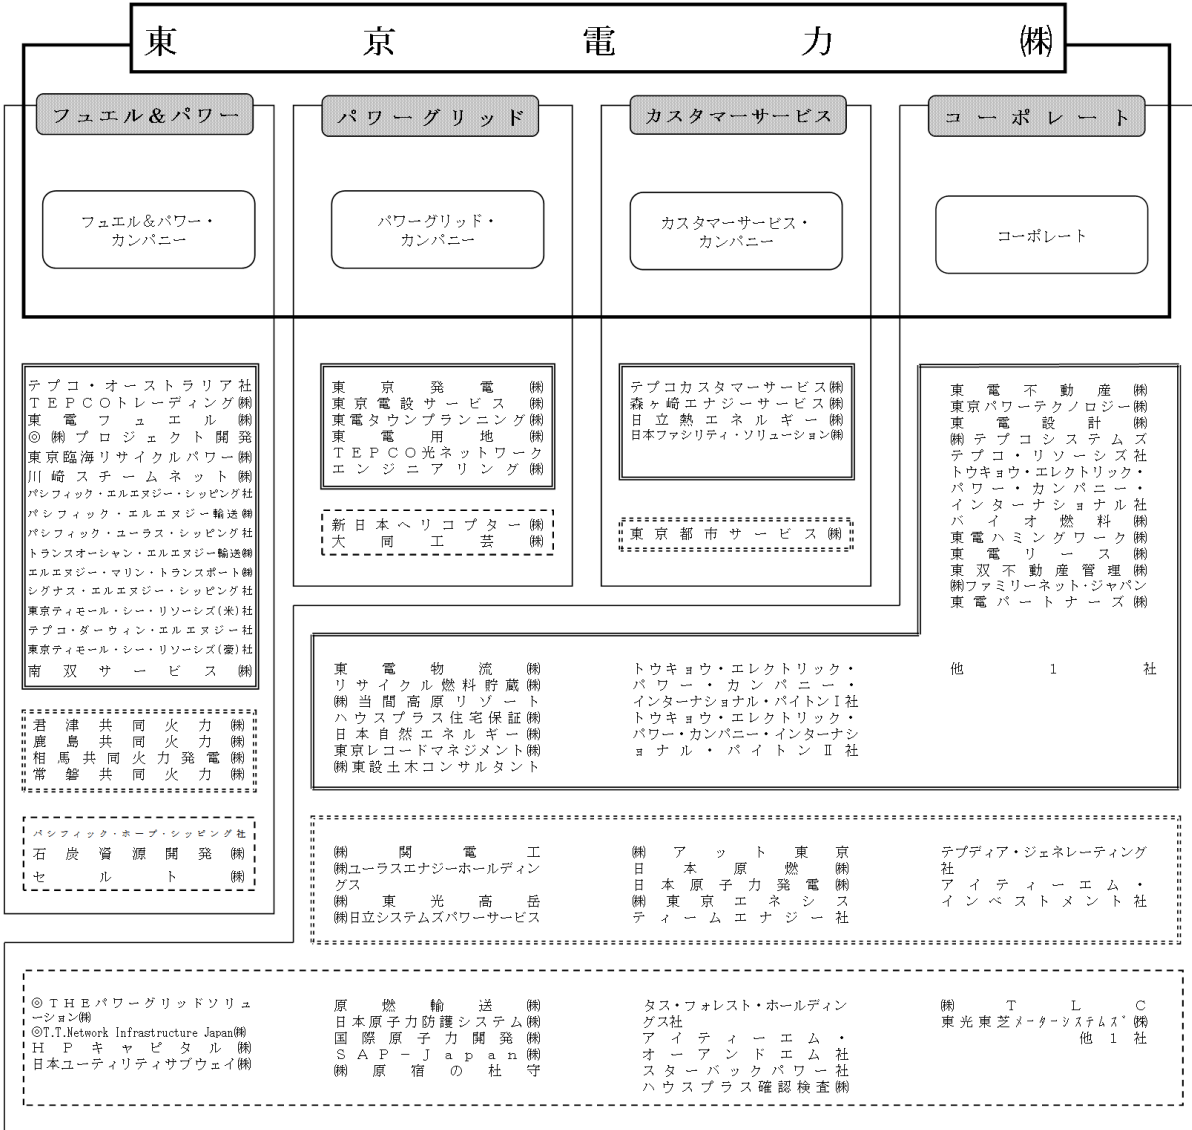 東京電力㈱
フュエル＆パワー
パワーグリッド
カスタマーサービス
コーポレート
フュエル＆パワー・
カンパニー
パワーグリッド・
カンパニー
カスタマーサービス・
カンパニー
コーポレート
テプコ・オーストラリア社
ＴＥＰＣＯトレーディング㈱
東電フュエル㈱
◎㈱プロジェクト開発
東京臨海リサイクルパワー㈱
川崎スチームネット㈱
パシフィック・エルエヌジー・シッピング社
パシフィック・エルエヌジー輸送㈱
パシフィック・ユーラス・シッピング社
トランスオーシャン・エルエヌジー輸送㈱
エルエヌジー・マリン・トランスポート㈱
シグナス・エルエヌジー・シッピング社
東京ティモール・シー・リソーシズ(米)社
テプコ・ダーウィン・エルエヌジー社
東京ティモール・シー・リソーシズ(豪)社
南双サービス㈱
君津共同火力㈱
鹿島共同火力㈱
相馬共同火力発電㈱
常磐共同火力㈱
パシフィック・ホープ・シッピング社
石炭資源開発㈱
セルト㈱
東京発電㈱
東京電設サービス㈱
東電タウンプランニング㈱
東電用地㈱
ＴＥＰＣＯ光ネットワーク
エンジニアリング㈱
新日本ヘリコプター㈱
大同工芸㈱
テプコカスタマーサービス㈱
森ヶ崎エナジーサービス㈱
日立熱エネルギー㈱
日本ファシリティ・ソリューション㈱
東京都市サービス㈱
東電不動産㈱
東京パワーテクノロジー㈱
東電設計㈱
㈱テプコシステムズ
テプコ・リソーシズ社
トウキョウ・エレクトリック・
パワー・カンパニー・
インターナショナル社
バイオ燃料㈱
東電ハミングワーク㈱
東電リース㈱
東双不動産管理㈱
㈱ファミリーネット・ジャパン
東電パートナーズ㈱
東電物流㈱
リサイクル燃料貯蔵㈱
㈱当間高原リゾート
ハウスプラス住宅保証㈱
日本自然エネルギー㈱
東京レコードマネジメント㈱
㈱東設土木コンサルタント
トウキョウ・エレクトリック・
パワー・カンパニー・
インターナショナル・パイトンⅠ社
トウキョウ・エレクトリック・
パワー・カンパニー・インターナシ
ョナル・パイトンⅡ社
他1社
㈱関電工
㈱ユーラスエナジーホールディン
グス
㈱東光高岳
㈱日立システムズパワーサービス
㈱アット東京
日本原燃㈱
日本原子力発電㈱
㈱東京エネシス
ティームエナジー社
テプディア・ジェネレーティング
社
アイティーエム・
インベストメント社
◎ＴＨＥパワーグリッドソリュ
ーション㈱
◎T.T.Network Infrastructure Japan㈱
ＨＰキャピタル㈱
日本ユーティリティサブウェイ㈱
原燃輸送㈱
日本原子力防護システム㈱
国際原子力開発㈱
ＳＡＰ－Ｊａｐａｎ㈱
㈱原宿の杜守
タス・フォレスト・ホールディン
グス社
アイティーエム・
オーアンドエム社
スターバックパワー社
ハウスプラス確認検査㈱
㈱ＴＬＣ
東光東芝ﾒｰﾀｰｼｽﾃﾑｽﾞ㈱
他1社